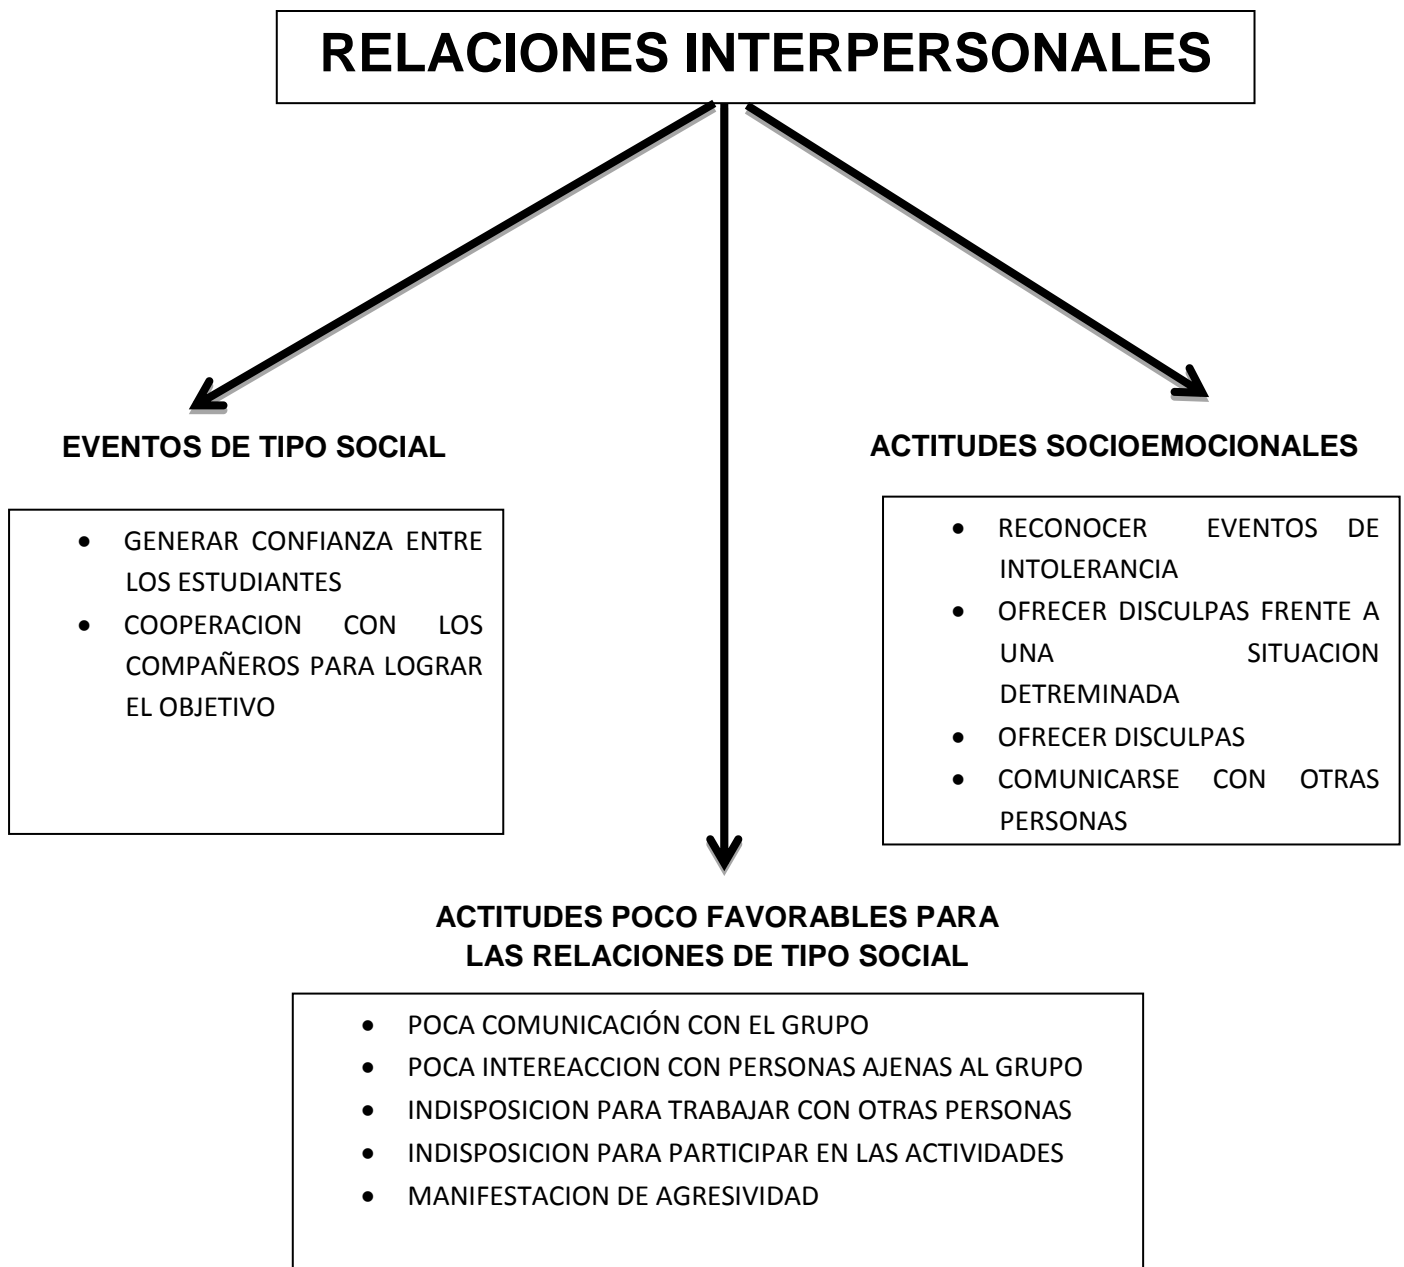 RELACIONES INTERPERSONALES
EVENTOS DE TIPO SOCIAL
• GENERAR CONFIANZA ENTRE
LOS ESTUDIANTES
• COOPERACION CON LOS
COMPAÑEROS PARA LOGRAR
EL OBJETIVO
ACTITUDES SOCIOEMOCIONALES
• RECONOCER EVENTOS DE
INTOLERANCIA
• OFRECER DISCULPAS FRENTE A
UNA SITUACION
DETREMINADA
• OFRECER DISCULPAS
• COMUNICARSE CON OTRAS
PERSONAS
ACTITUDES POCO FAVORABLES PARA
LAS RELACIONES DE TIPO SOCIAL
• POCA COMUNICACIÓN CON EL GRUPO
• POCA INTEREACCION CON PERSONAS AJENAS AL GRUPO
• INDISPOSICION PARA TRABAJAR CON OTRAS PERSONAS
• INDISPOSICION PARA PARTICIPAR EN LAS ACTIVIDADES
• MANIFESTACION DE AGRESIVIDAD